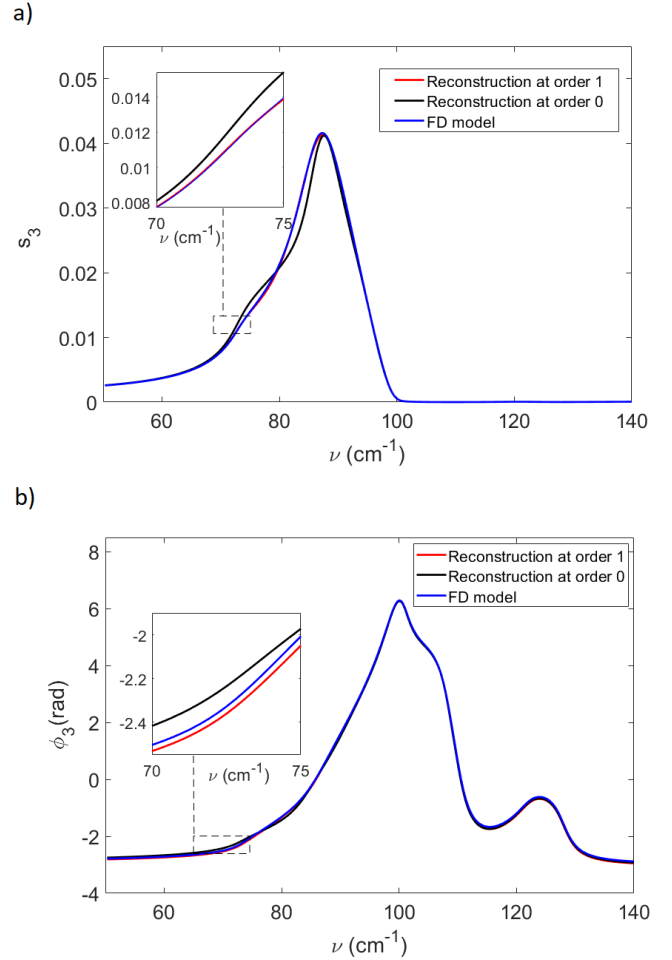 a)
0.05
0.04
0.03
0.02
0.01
0
s3
60
80
100
120
140
ν (cm-1)
Reconstruction at order 1
Reconstruction at order 0
FD model
0.014
0.012
0.01
0.008
70
75
ν (cm-1)
b)
8
6
4
2
0
-2
-4
ϕ3(rad)
60
80
100
120
140
ν (cm-1)
Reconstruction at order 1
Reconstruction at order 0
FD model
-2
-2.2
-2.4
70
75
ν (cm-1)